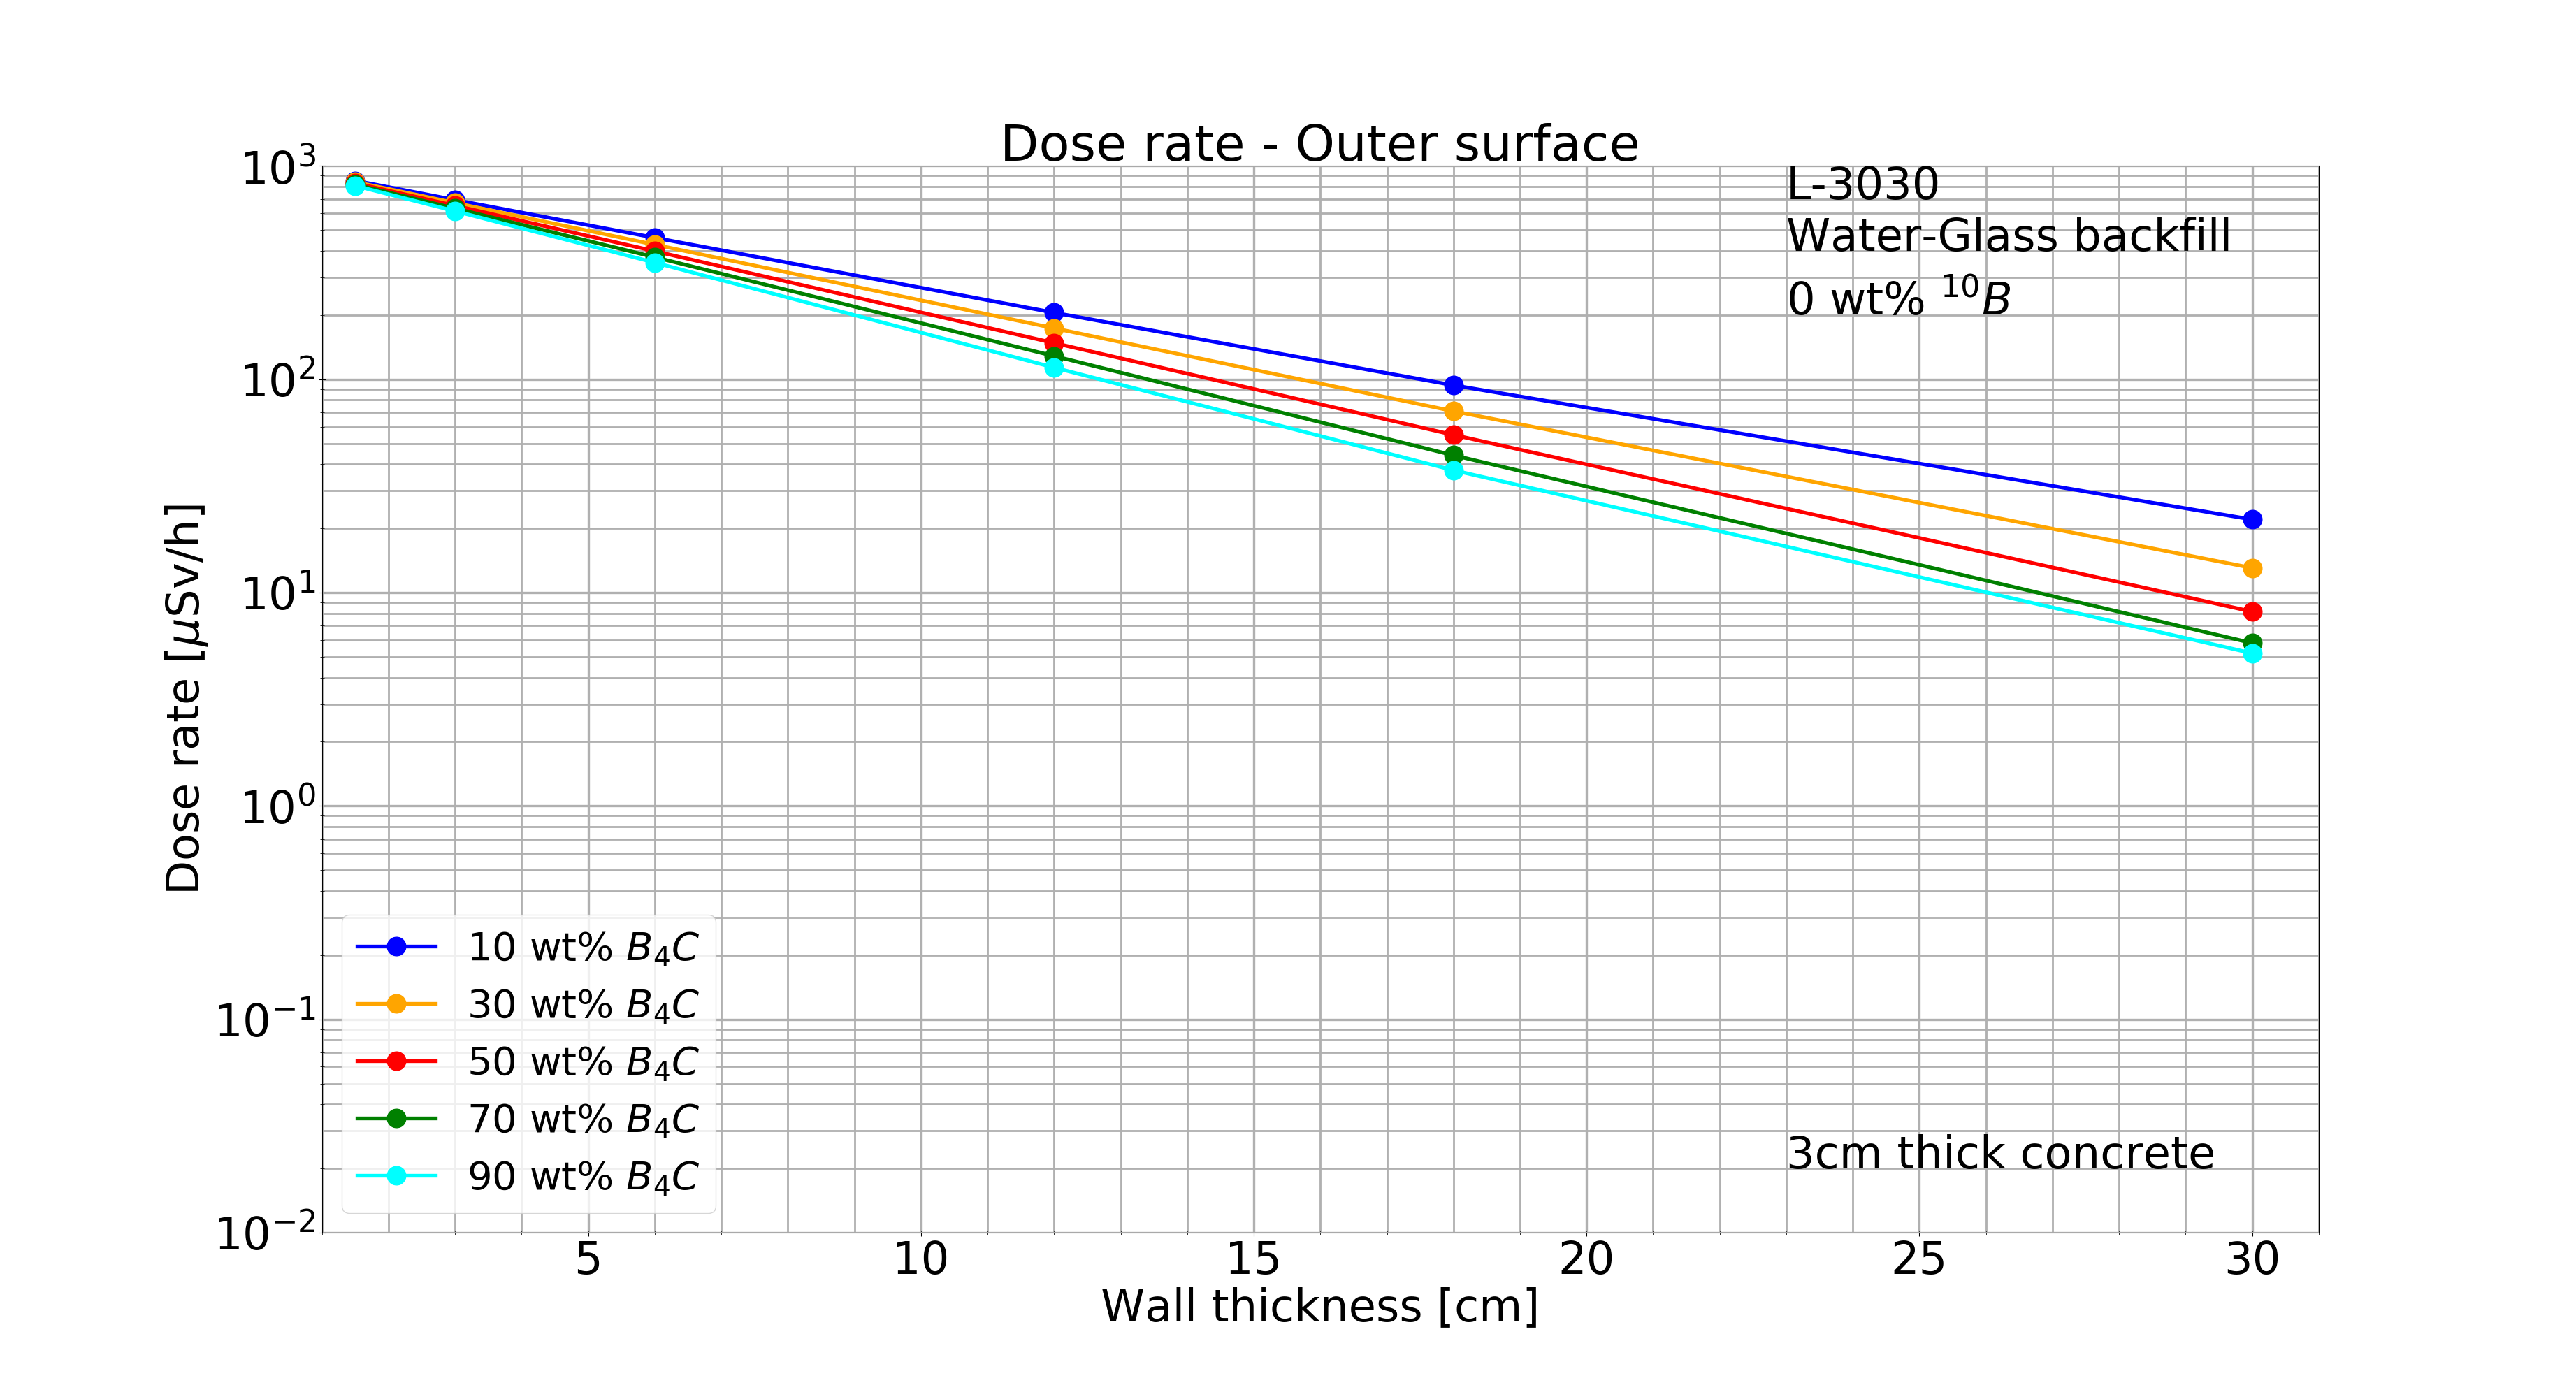 Dose rate - Outer surface
L-3030
Water-Glass backfill
0 wt% ¹⁰B
10³
10²
10¹
10⁰
10⁻¹
10⁻²
Dose rate [μSv/h]
10 wt% B₄C
30 wt% B₄C
50 wt% B₄C
70 wt% B₄C
90 wt% B₄C
3cm thick concrete
5 10 15 20 25 30
Wall thickness [cm]